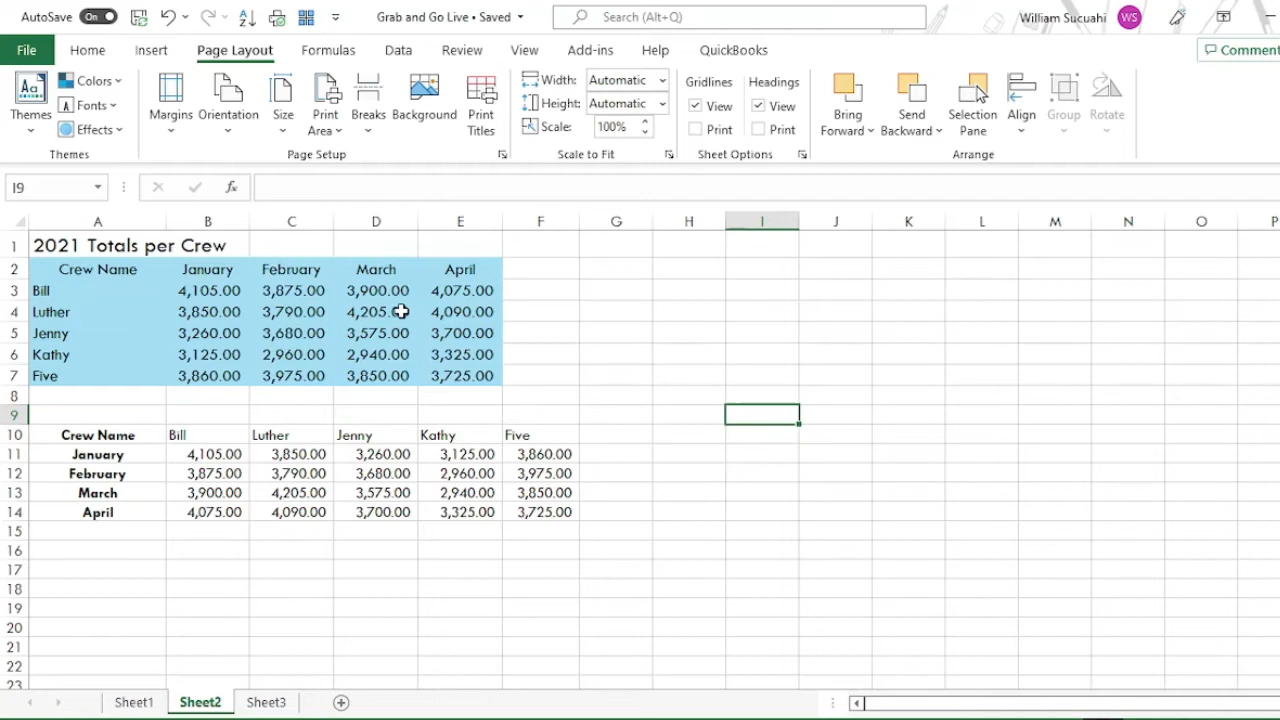 AutoSave On Grab and Go Live • Saved Search (Alt+Q) William Sucuahi WS
File Home Insert Page Layout Formulas Data Review View Add-ins Help QuickBooks Comment
Themes Colors Fonts Effects Margins Orientation Size Print Area Breaks Background Print Titles Width: Automatic Height: Automatic Scale: 100% Gridlines View Print Headings View Print Bring Forward Send Backward Selection Pane Align Group Rotate
Themes Page Setup Scale to Fit Sheet Options Arrange
I9 fx
A B C D E F G H I J K L M N O P
1 2021 Totals per Crew
2 Crew Name January February March April
3 Bill 4,105.00 3,875.00 3,900.00 4,075.00
4 Luther 3,850.00 3,790.00 4,205. 4,090.00
5 Jenny 3,260.00 3,680.00 3,575.00 3,700.00
6 Kathy 3,125.00 2,960.00 2,940.00 3,325.00
7 Five 3,860.00 3,975.00 3,850.00 3,725.00
8
9
10 Crew Name Bill Luther Jenny Kathy Five
11 January 4,105.00 3,850.00 3,260.00 3,125.00 3,860.00
12 February 3,875.00 3,790.00 3,680.00 2,960.00 3,975.00
13 March 3,900.00 4,205.00 3,575.00 2,940.00 3,850.00
14 April 4,075.00 4,090.00 3,700.00 3,325.00 3,725.00
15
16
17
18
19
20
21
22
23
Sheet1 Sheet2 Sheet3